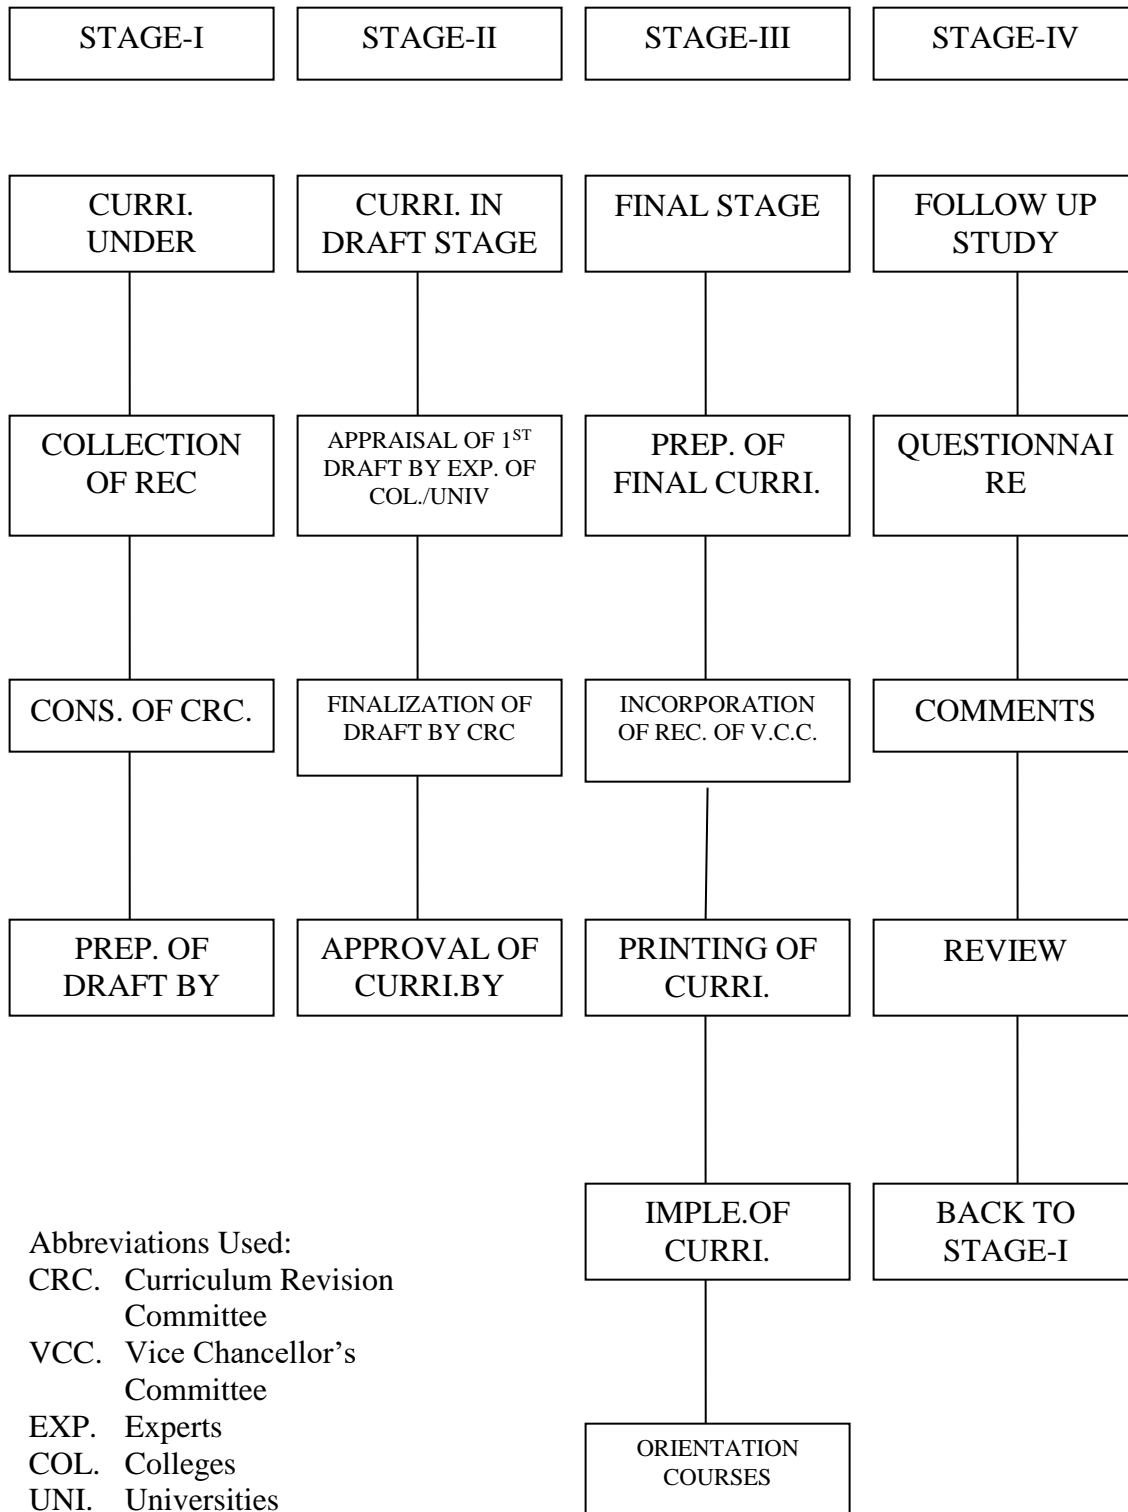 STAGE-I
STAGE-II
STAGE-III
STAGE-IV
CURRI.
UNDER
CURRI. IN
DRAFT STAGE
FINAL STAGE
FOLLOW UP
STUDY
COLLECTION
OF REC
APPRAISAL OF 1ST
DRAFT BY EXP. OF
COL./UNIV
PREP. OF
FINAL CURRI.
QUESTIONNAI
RE
CONS. OF CRC.
FINALIZATION OF
DRAFT BY CRC
INCORPORATION
OF REC. OF V.C.C.
COMMENTS
PREP. OF
DRAFT BY
APPROVAL OF
CURRI.BY
PRINTING OF
CURRI.
REVIEW
IMPLE.OF
CURRI.
BACK TO
STAGE-I
ORIENTATION
COURSES
Abbreviations Used:
CRC. Curriculum Revision
Committee
VCC. Vice Chancellor’s
Committee
EXP. Experts
COL. Colleges
UNI. Universities